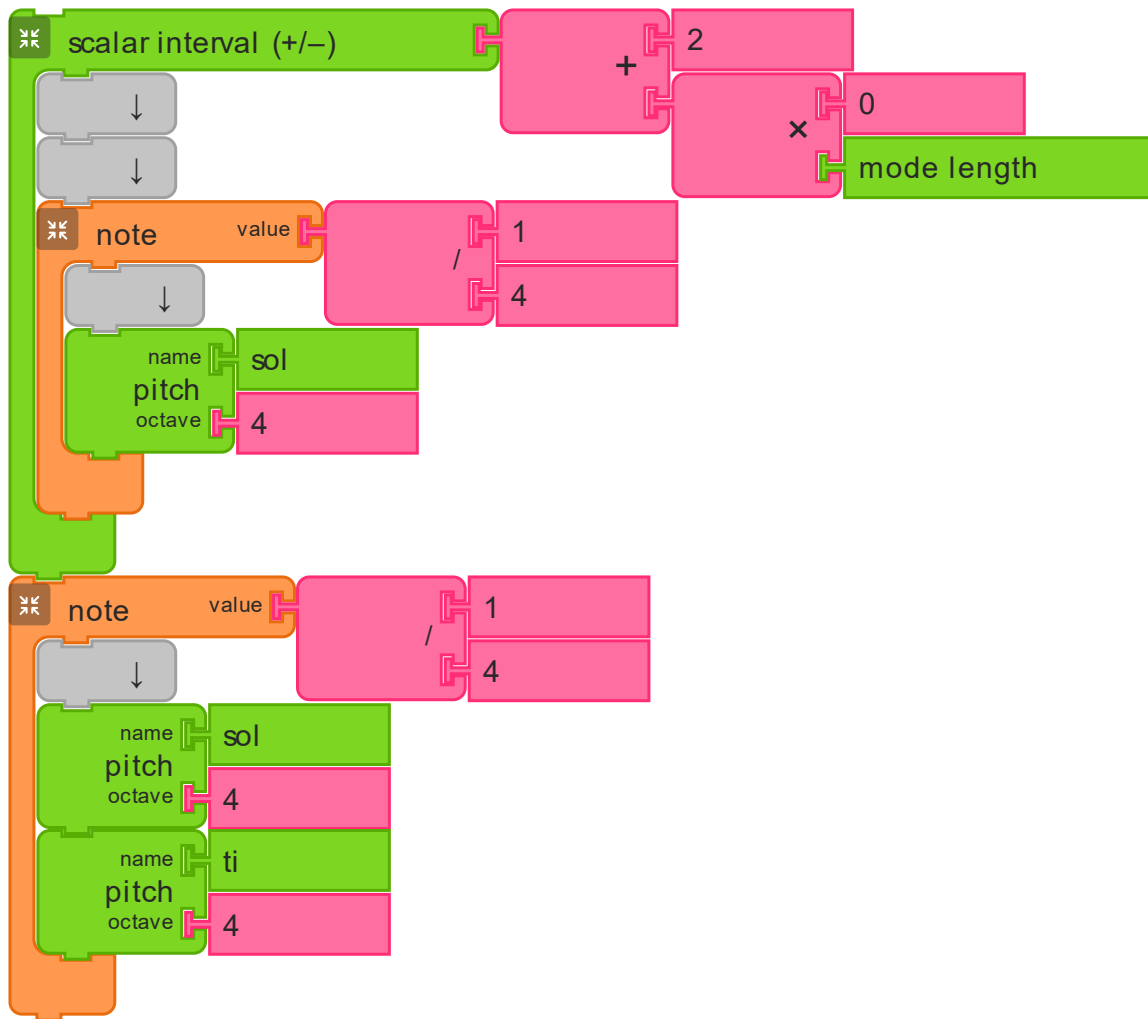 scalar interval (+/–) + 2
↓ × 0
↓ mode length
note value / 1
↓ 4
name sol
pitch
octave 4
note value / 1
↓ 4
name sol
pitch
octave 4
name ti
pitch
octave 4